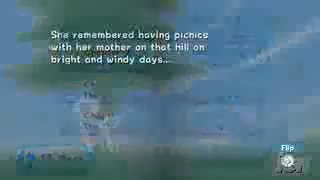 She remembered having picnics
with her mother on that hill on
bright and windy days...
Flip